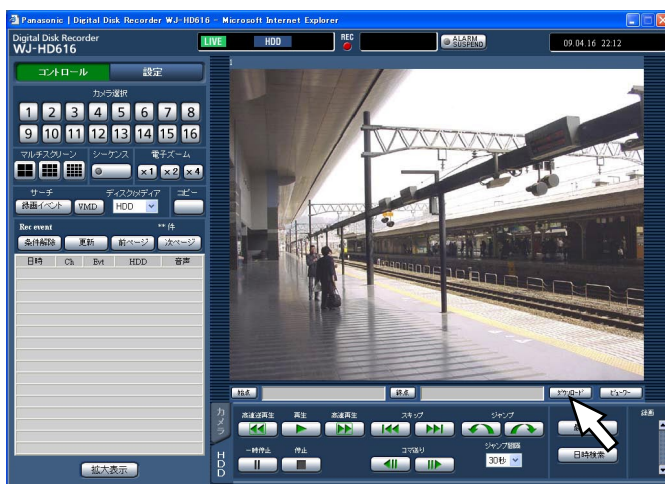 Panasonic | Digital Disk Recorder WJ-HD616 - Microsoft Internet Explorer
Digital Disk Recorder
WJ-HD616
LIVE HDD REC ALARM SUSPEND 09.04.16 22:12
コントロール 設定
カメラ選択
1 2 3 4 5 6 7 8
9 10 11 12 13 14 15 16
マルチスクリーン シーケンス 電子ズーム
×1 ×2 ×4
サーチ ディスク/メディア コピー
録画イベント VMD HDD
Rec event ** 件
条件解除 更新 前ページ 次ページ
日時 Ch Evt HDD 音声
拡大表示
1
始点 終点 ダウンロード ビューワー
カメラ
HDD
高速逆再生 再生 高速再生 スキップ ジャンプ 録画
一時停止 停止 コマ送り ジャンプ間隔
30秒 日時検索